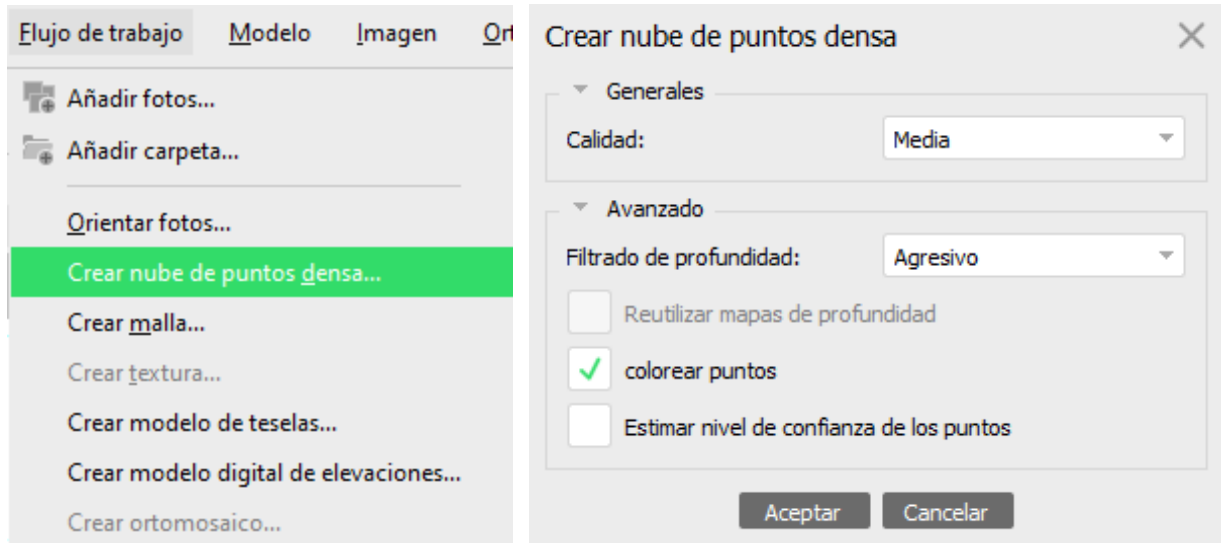 Flujo de trabajo Modelo Imagen
Añadir fotos...
Añadir carpeta...
Orientar fotos...
Crear nube de puntos densa...
Crear malla...
Crear textura...
Crear modelo de teselas...
Crear modelo digital de elevaciones...
Crear ortomosaico...
Crear nube de puntos densa
Generales
Calidad: Media
Avanzado
Filtrado de profundidad: Agresivo
Reutilizar mapas de profundidad
colorear puntos
Estimar nivel de confianza de los puntos
Aceptar Cancelar